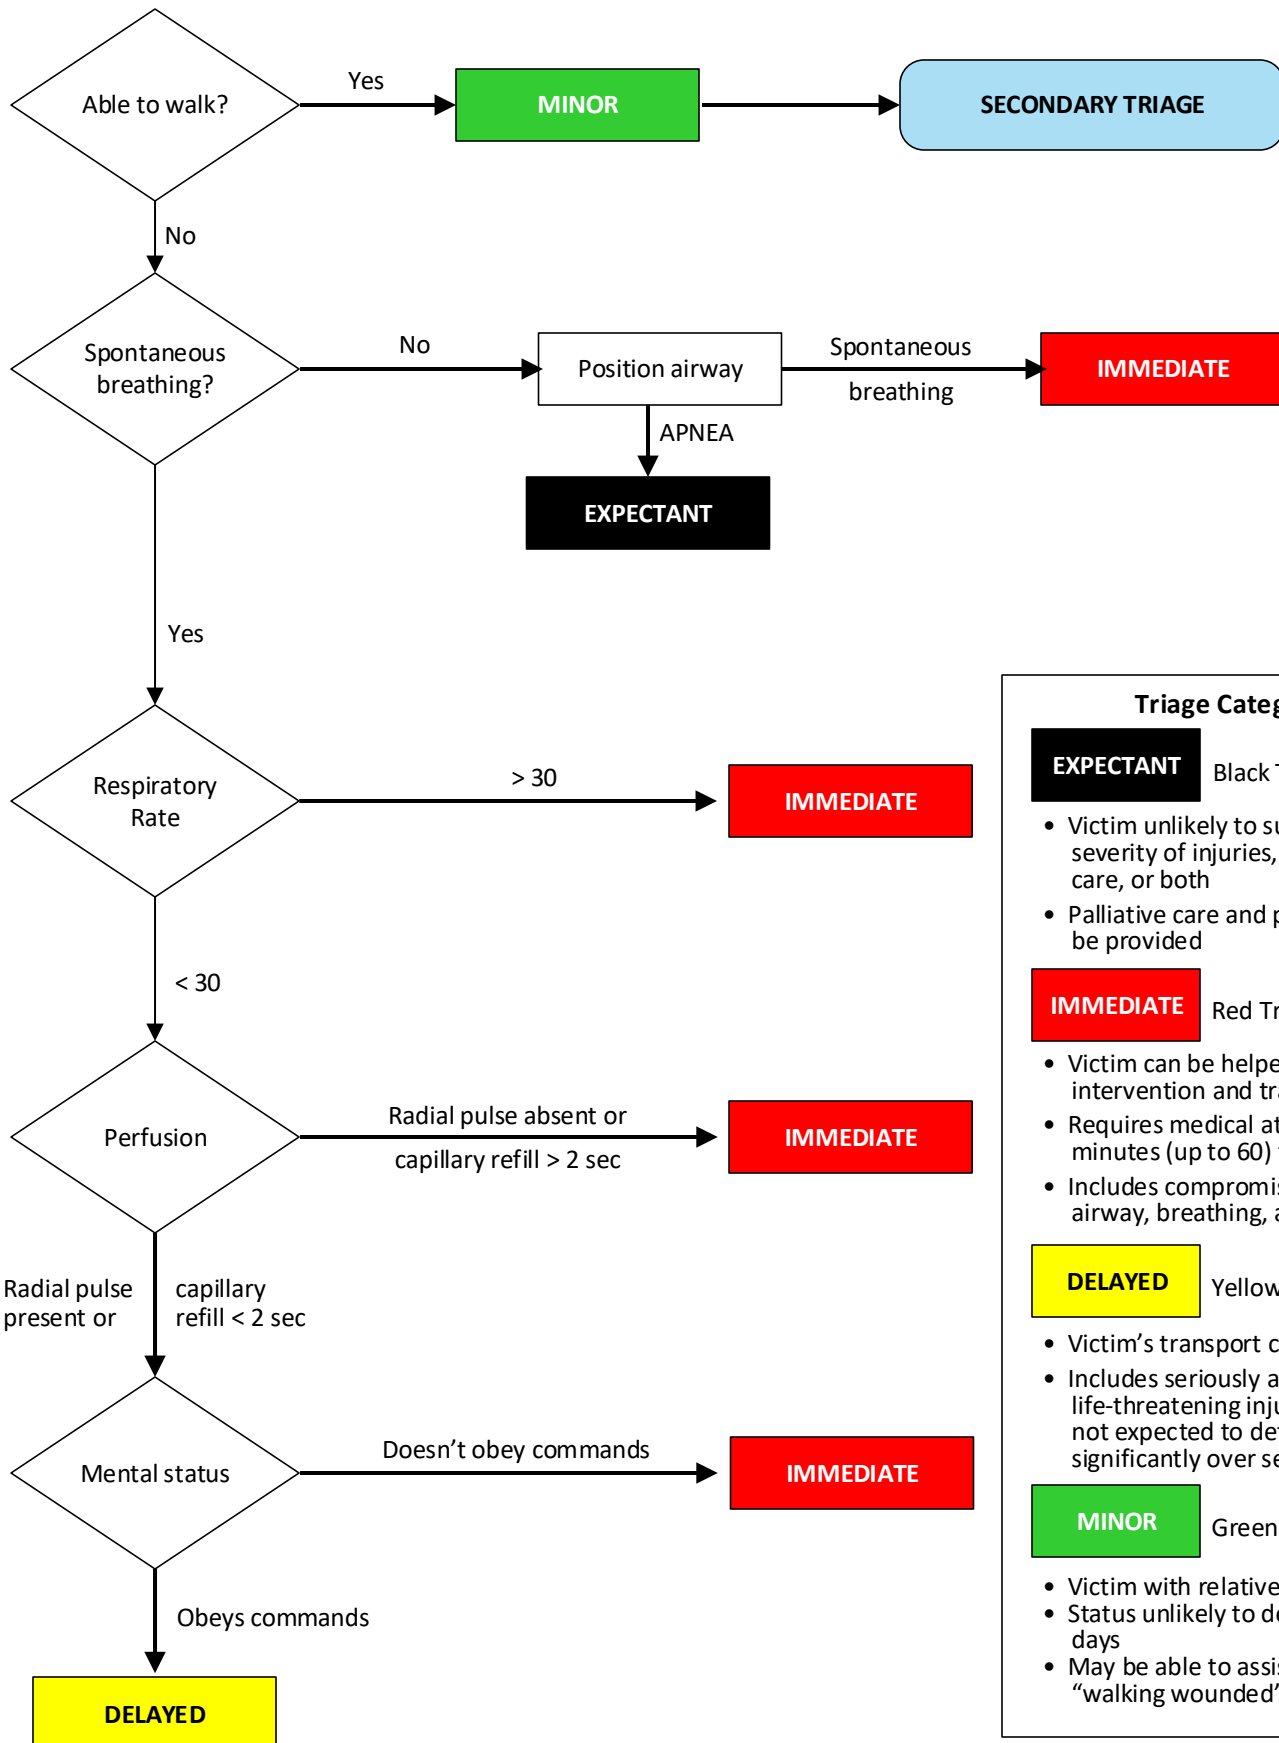 Able to walk?
Yes
MINOR
SECONDARY TRIAGE
No
Spontaneous
breathing?
No
Position airway
Spontaneous
breathing
IMMEDIATE
APNEA
EXPECTANT
Yes
Respiratory
Rate
> 30
IMMEDIATE
< 30
Perfusion
Radial pulse absent or
capillary refill > 2 sec
IMMEDIATE
Radial pulse
present or
capillary
refill < 2 sec
Mental status
Doesn't obey commands
IMMEDIATE
Obeys commands
DELAYED
Triage
EXPECTANT
Black
• Victim unlikely to
severity of injuries,
care, or both
• Palliative care and
be provided
IMMEDIATE
Red
• Victim can be
intervention and
• Requires medical
minutes (up to 60)
• Includes
airway, breathing,
DELAYED
Yellow
• Victim's transport
• Includes seriously
life-threatening
not expected to
significantly over
MINOR
Green
• Victim with
• Status unlikely to
days
• May be able to
"walking wounded"